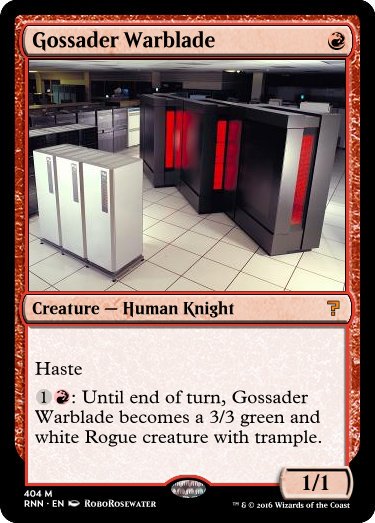 Gossader Warblade
Creature — Human Knight
Haste
1R: Until end of turn, Gossader
Warblade becomes a 3/3 green and
white Rogue creature with trample.
1/1
404 M
RNN • EN RoboRosewater
™ & © 2016 Wizards of the Coast